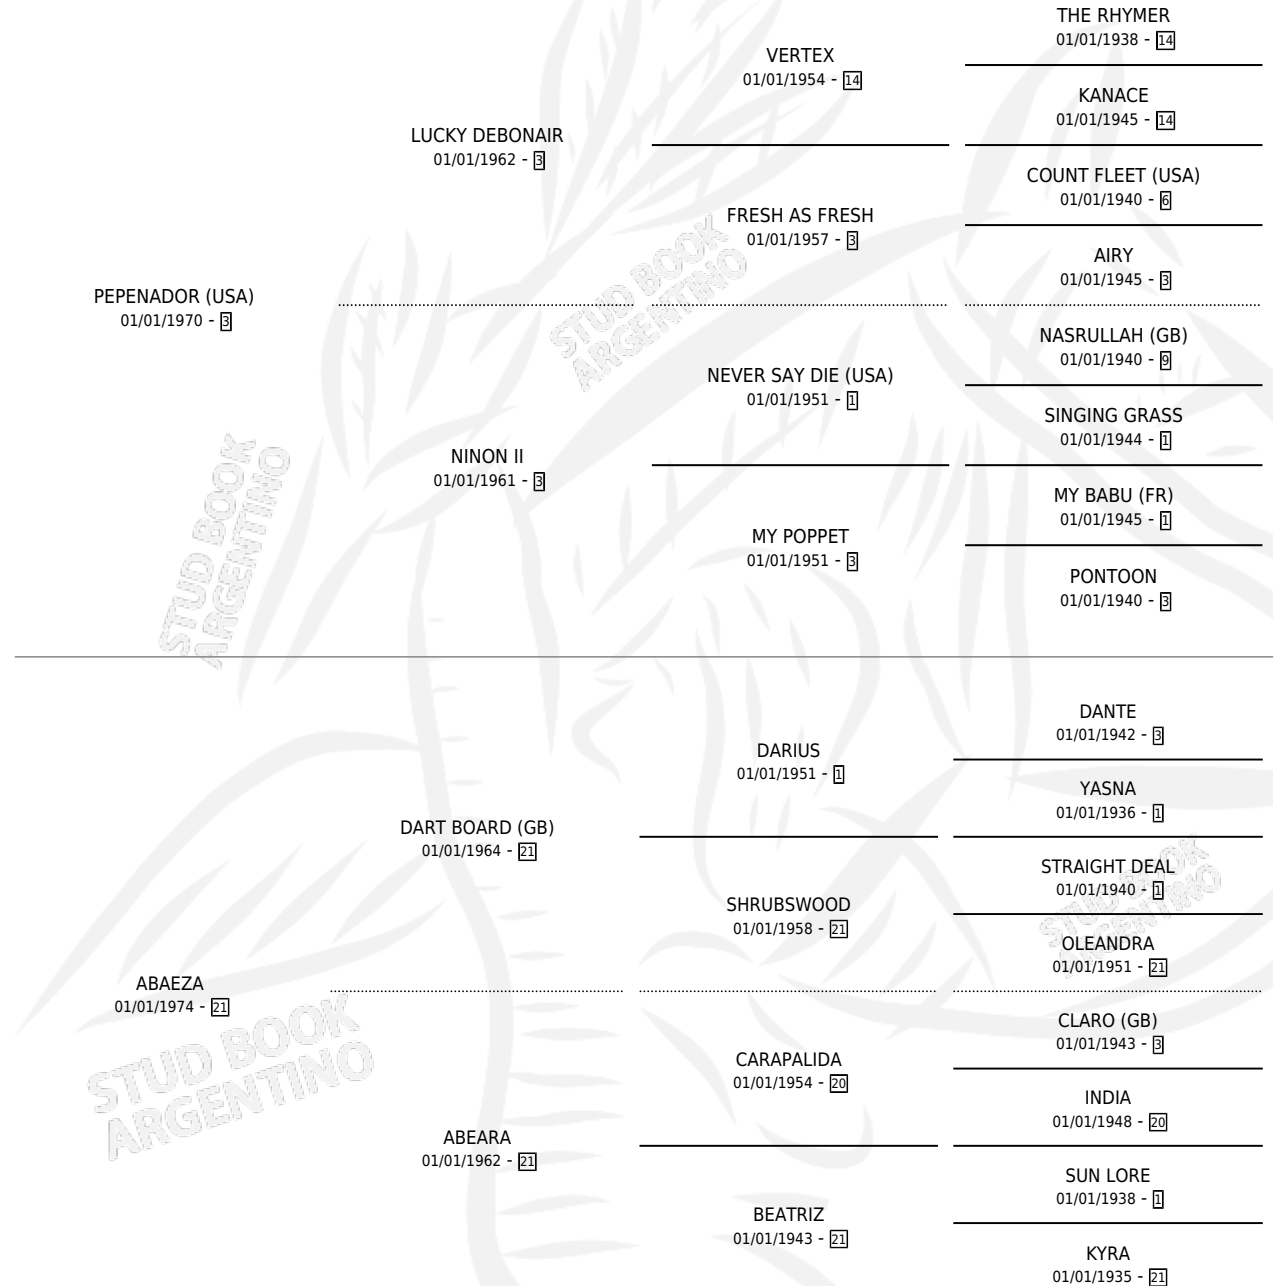 THE RHYMER
01/01/1938 - 14
VERTEX
01/01/1954 - 14
KANACE
01/01/1945 - 14
LUCKY DEBONAIR
01/01/1962 - 3
COUNT FLEET (USA)
01/01/1940 - 6
FRESH AS FRESH
01/01/1957 - 3
AIRY
01/01/1945 - 3
PEPENADOR (USA)
01/01/1970 - 3
STUD BOOK
ARGENTINO
NASRULLAH (GB)
01/01/1940 - 9
NEVER SAY DIE (USA)
01/01/1951 - 1
SINGING GRASS
01/01/1944 - 1
NINON II
01/01/1961 - 3
MY BABU (FR)
01/01/1945 - 1
MY POPPET
01/01/1951 - 3
PONTOON
01/01/1940 - 3
STUD BOOK
ARGENTINO
DANTE
01/01/1942 - 3
DARIUS
01/01/1951 - 1
YASNA
01/01/1936 - 1
DART BOARD (GB)
01/01/1964 - 21
STRAIGHT DEAL
01/01/1940 - 1
SHRUBSWOOD
01/01/1958 - 21
OLEANDRA
01/01/1951 - 21
STUD BOOK
ARGENTINO
ABAEZA
01/01/1974 - 21
CLARO (GB)
01/01/1943 - 3
CARAPALIDA
01/01/1954 - 20
INDIA
01/01/1948 - 20
STUD BOOK
ARGENTINO
ABEARA
01/01/1962 - 21
SUN LORE
01/01/1938 - 1
BEATRIZ
01/01/1943 - 21
KYRA
01/01/1935 - 21